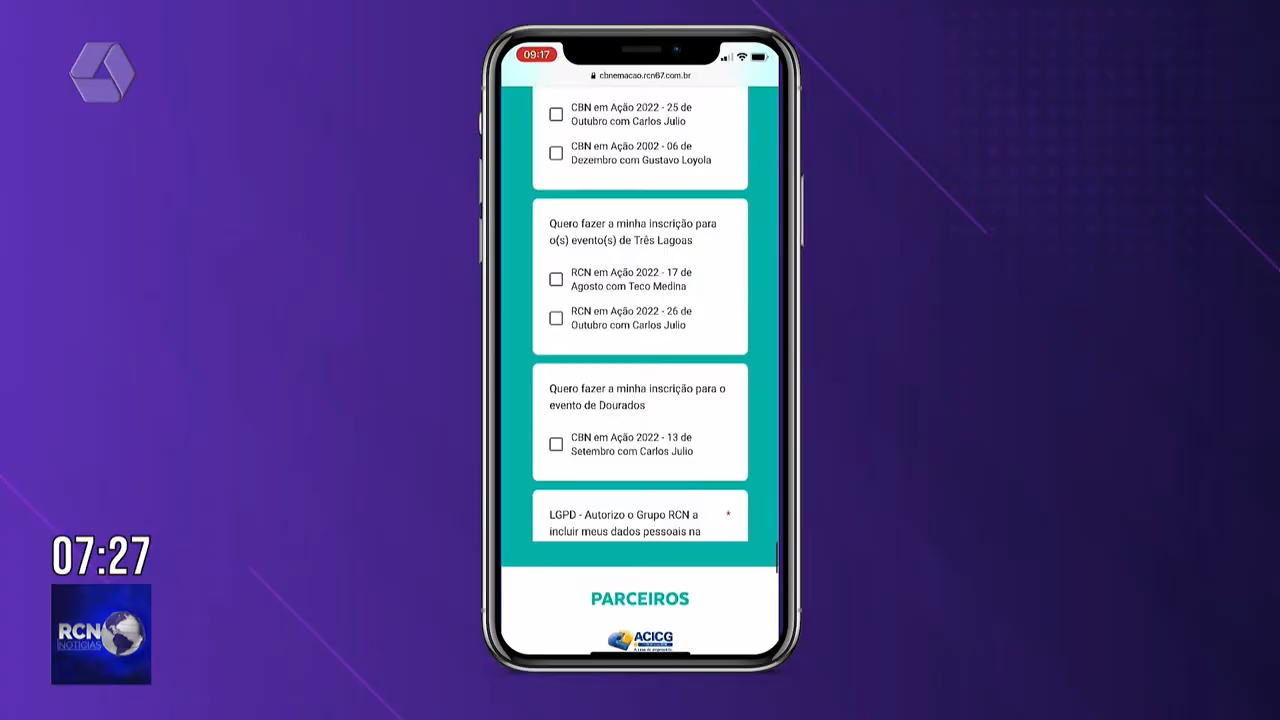 09:17
cbnemacao.rcn67.com.br
CBN em Ação 2022 - 25 de
Outubro com Carlos Julio
CBN em Ação 2002 - 06 de
Dezembro com Gustavo Loyola
Quero fazer a minha inscrição para
o(s) evento(s) de Três Lagoas
RCN em Ação 2022 - 17 de
Agosto com Teco Medina
RCN em Ação 2022 - 26 de
Outubro com Carlos Julio
Quero fazer a minha inscrição para o
evento de Dourados
CBN em Ação 2022 - 13 de
Setembro com Carlos Julio
LGPD - Autorizo o Grupo RCN a *
incluir meus dados pessoais na
PARCEIROS
ACICG
07:27
RCN
NOTÍCIAS